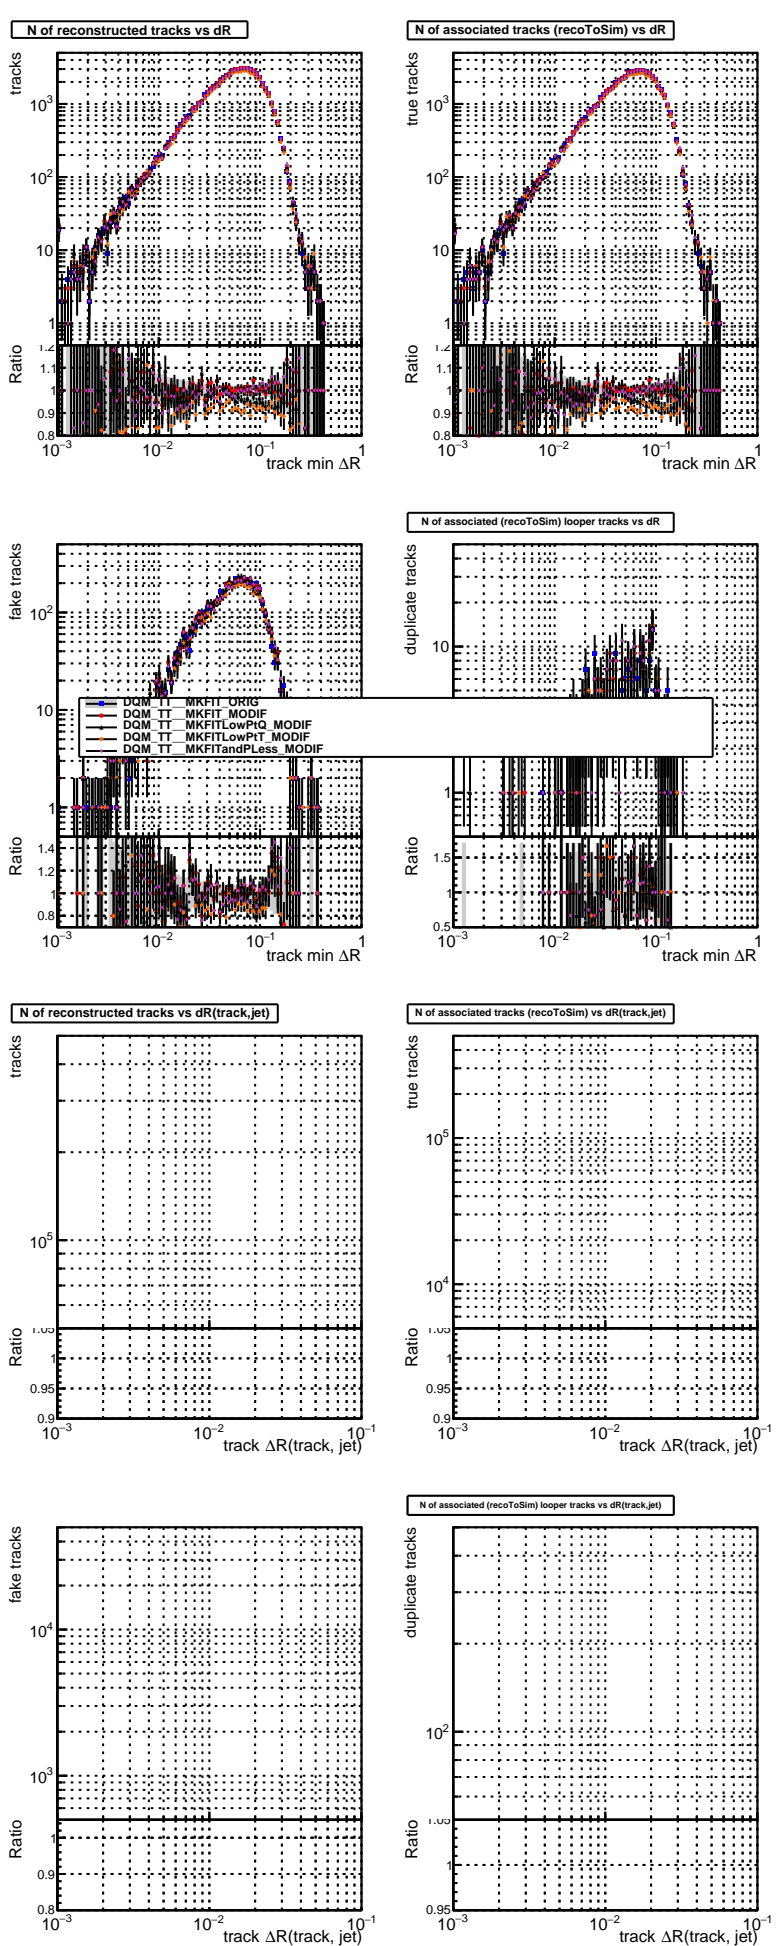 N of reconstructed tracks vs dR
N of associated tracks (recoToSim) vs dR
tracks
10³
10²
10
1
Ratio
1.2
1.1
1
0.9
0.8
10⁻³ 10⁻² 10⁻¹ 1
track min ΔR
true tracks
10³
10²
10
1
Ratio
1.2
1.1
1
0.9
0.8
10⁻³ 10⁻² 10⁻¹ 1
track min ΔR
N of associated (recoToSim) looper tracks vs dR
fake tracks
10²
10
1
Ratio
1.4
1.2
1
0.8
10⁻³ 10⁻² 10⁻¹ 1
track min ΔR
duplicate tracks
10
1
Ratio
1.5
1
0.5
10⁻³ 10⁻² 10⁻¹ 1
track min ΔR
DQM_TT__MKFIT_ORIG
DQM_TT__MKFIT_MODIF
DQM_TT__MKFITLowPtQ_MODIF
DQM_TT__MKFITLowPtT_MODIF
DQM_TT__MKFITandPLess_MODIF
N of reconstructed tracks vs dR(track,jet)
N of associated tracks (recoToSim) vs dR(track,jet)
tracks
10⁵
Ratio
1.05
1
0.95
0.9
10⁻³ 10⁻² 10⁻¹
track ΔR(track, jet)
true tracks
10⁵
10⁴
Ratio
1.05
1
0.95
0.9
10⁻³ 10⁻² 10⁻¹
track ΔR(track, jet)
N of associated (recoToSim) looper tracks vs dR(track,jet)
fake tracks
10⁴
10³
Ratio
1
0.9
0.8
10⁻³ 10⁻² 10⁻¹
track ΔR(track, jet)
duplicate tracks
10²
Ratio
1.05
1
0.95
10⁻³ 10⁻² 10⁻¹
track ΔR(track, jet)